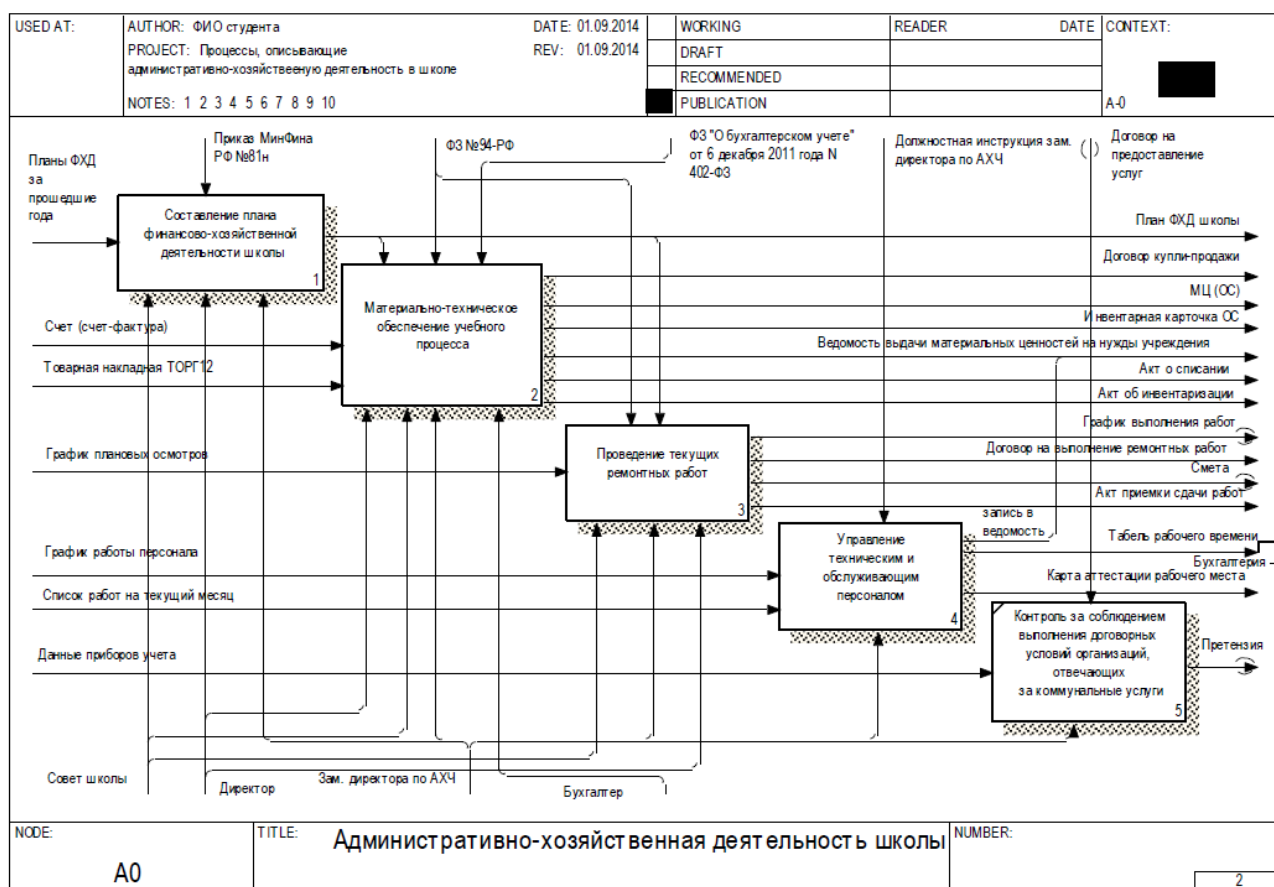 USED AT:
AUTHOR: ФИО студента
DATE: 01.09.2014
PROJECT: Процессы, описывающие
административно-хозяйствееную деятельность в школе
REV: 01.09.2014
NOTES: 1 2 3 4 5 6 7 8 9 10
WORKING
DRAFT
RECOMMENDED
PUBLICATION
READER
DATE
CONTEXT:
A-0
Планы ФХД
за
прошедшие
года
Приказ МинФина
РФ №81н
ФЗ №94-РФ
ФЗ "О бухгалтерском учете"
от 6 декабря 2011 года N
402-ФЗ
Должностная инструкция зам.
директора по АХЧ
Договор на
предоставление
услуг
Составление плана
финансово-хозяйственной
деятельности школы
1
План ФХД школы
Договор купли-продажи
МЦ (ОС)
Инвентарная карточка ОС
Материально-техническое
обеспечение учебного
процесса
2
Счет (счет-фактура)
Товарная накладная ТОРГ12
Ведомость выдачи материальных ценностей на нужды учреждения
Акт о списании
Акт об инвентаризации
График выполнения работ
График плановых осмотров
Проведение текущих
ремонтных работ
3
Договор на выполнение ремонтных работ
Смета
Акт приемки сдачи работ
запись в
ведомость
График работы персонала
Список работ на текущий месяц
Управление
техническим и
обслуживающим
персоналом
4
Табель рабочего времени
Бухгалтерия -
Карта аттестации рабочего места
Данные приборов учета
Контроль за соблюдением
выполнения договорных
условий организаций,
отвечающих
за коммунальные услуги
5
Претензия
Совет школы
Директор
Зам. директора по АХЧ
Бухгалтер
NODE:
A0
TITLE:
Административно-хозяйственная деятельность школы
NUMBER:
2